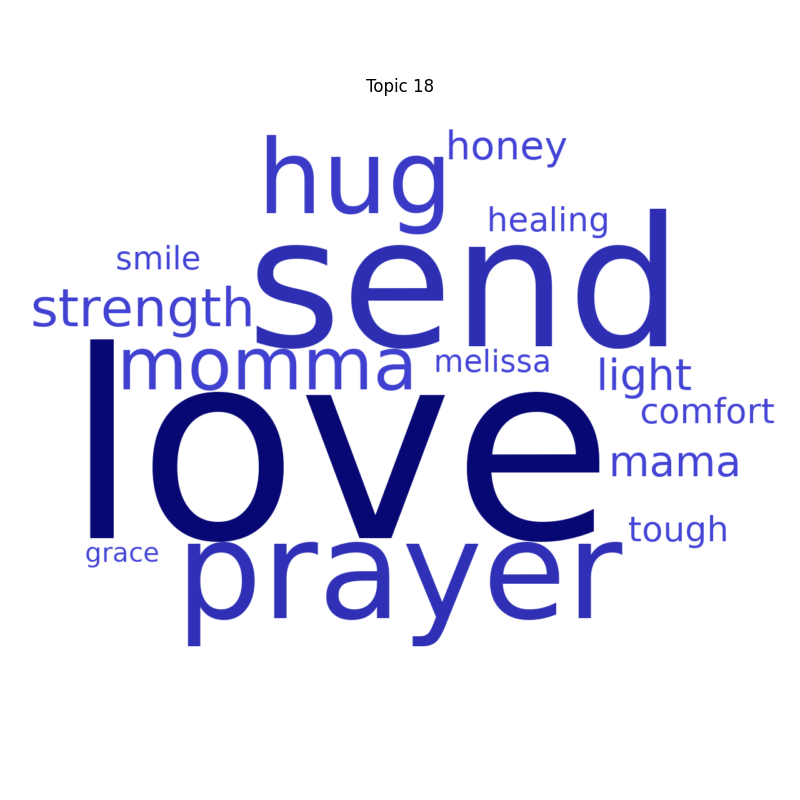 Topic 18
hug honey
healing
send
smile
strength
momma melissa light
love
comfort
mama
tough
grace
prayer